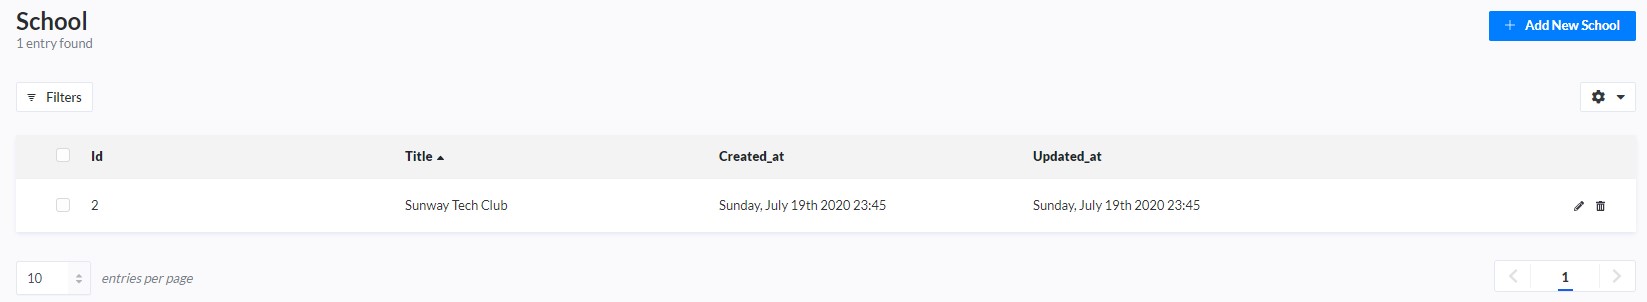 School
1 entry found
Add New School
Filters
Id Title Created_at Updated_at
2 Sunway Tech Club Sunday, July 19th 2020 23:45 Sunday, July 19th 2020 23:45
10 entries per page 1